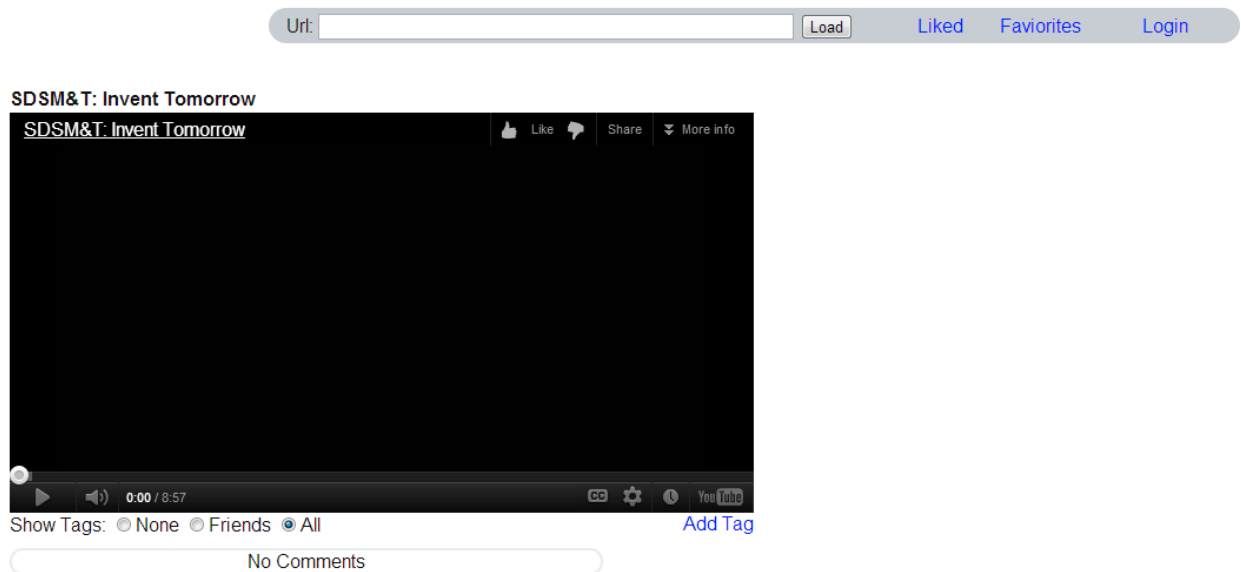 Url: Load Liked Faviorites Login
SDSM&T: Invent Tomorrow
SDSM&T: Invent Tomorrow Like Share More info
0:00 / 8:57 CC YouTube
Show Tags: None Friends All Add Tag
No Comments